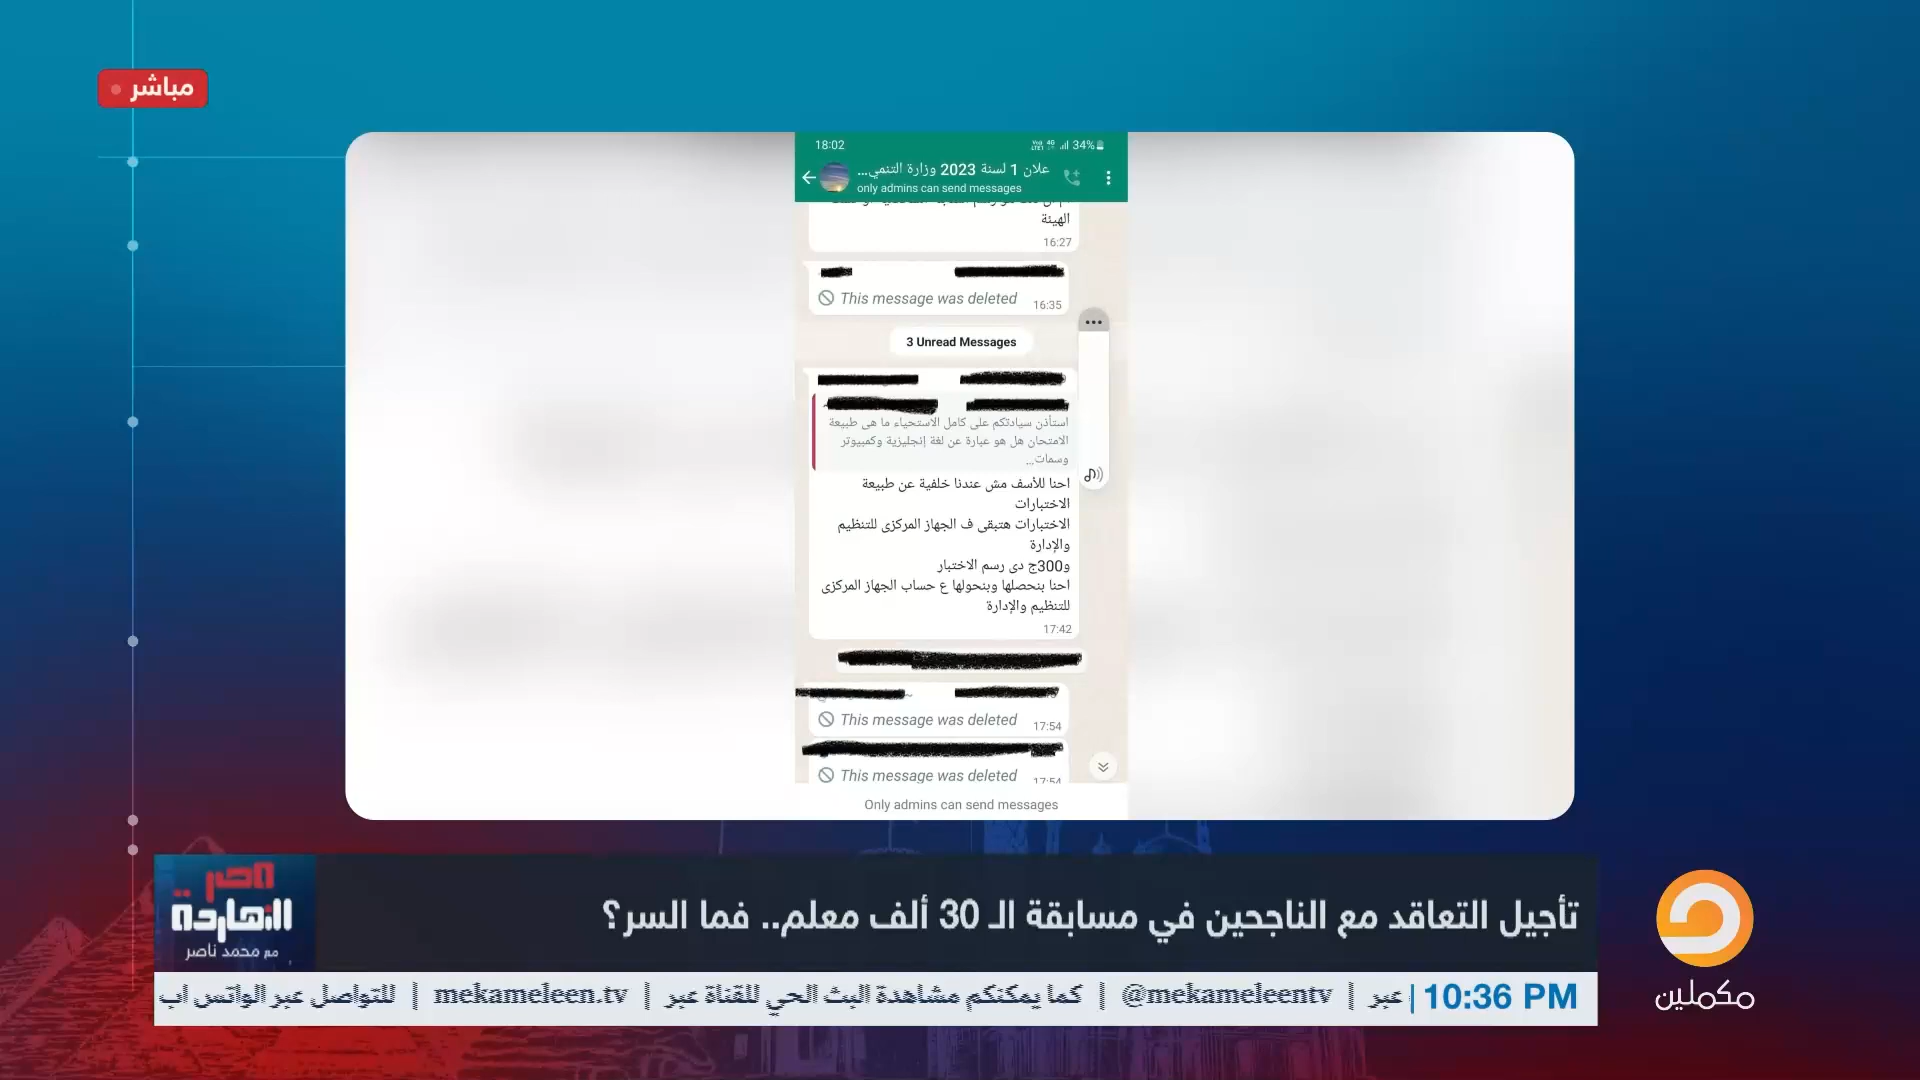 مباشر
18:02
34%
علان 1 لسنة 2023 وزارة التنمي...
only admins can send messages
الهيئة
16:27
This message was deleted
16:35
3 Unread Messages
استأذن سيادتكم على كامل الاستحياء ما هى طبيعة
الامتحان هل هو عبارة عن لغة إنجليزية وكمبيوتر
وسمات...
احنا للأسف مش عندنا خلفية عن طبيعة
الاختبارات
الاختبارات هتبقى ف الجهاز المركزى للتنظيم
والإدارة
و300ج دى رسم الاختبار
احنا بنحصلها وبنحولها ع حساب الجهاز المركزى
للتنظيم والإدارة
17:42
This message was deleted
17:54
This message was deleted
17:54
Only admins can send messages
مصر
النهاردة
مع محمد ناصر
تأجيل التعاقد مع الناجحين في مسابقة الـ 30 ألف معلم.. فما السر؟
10:36 PM | عبر | @mekameleentv | كما يمكنكم مشاهدة البث الحي للقناة عبر | mekameleen.tv | للتواصل عبر الواتس اب
مكملين